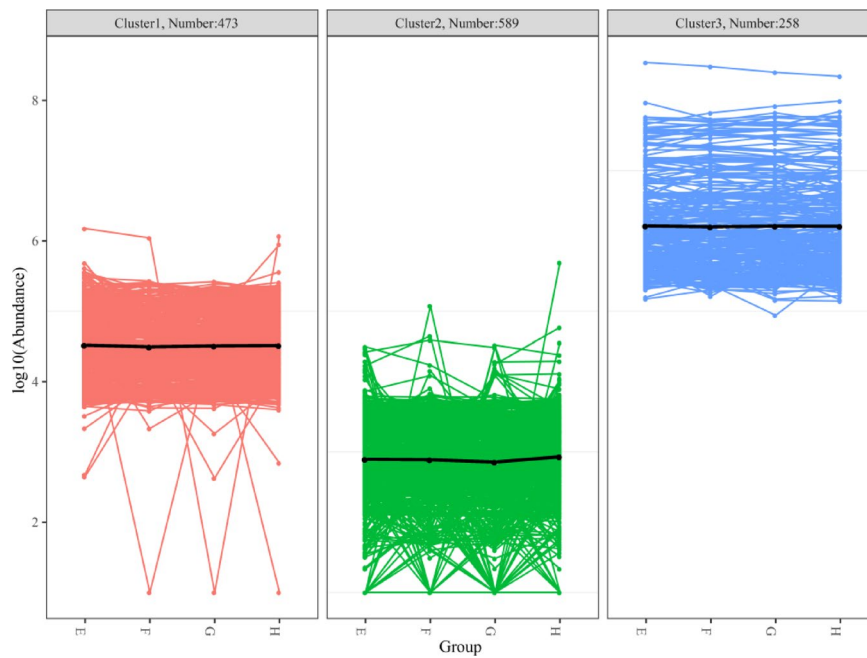 Cluster1, Number:473
Cluster2, Number:589
Cluster3, Number:258
log10(Abundance)
8
6
4
2
E
F
G
H
E
F
G
H
E
F
G
H
Group